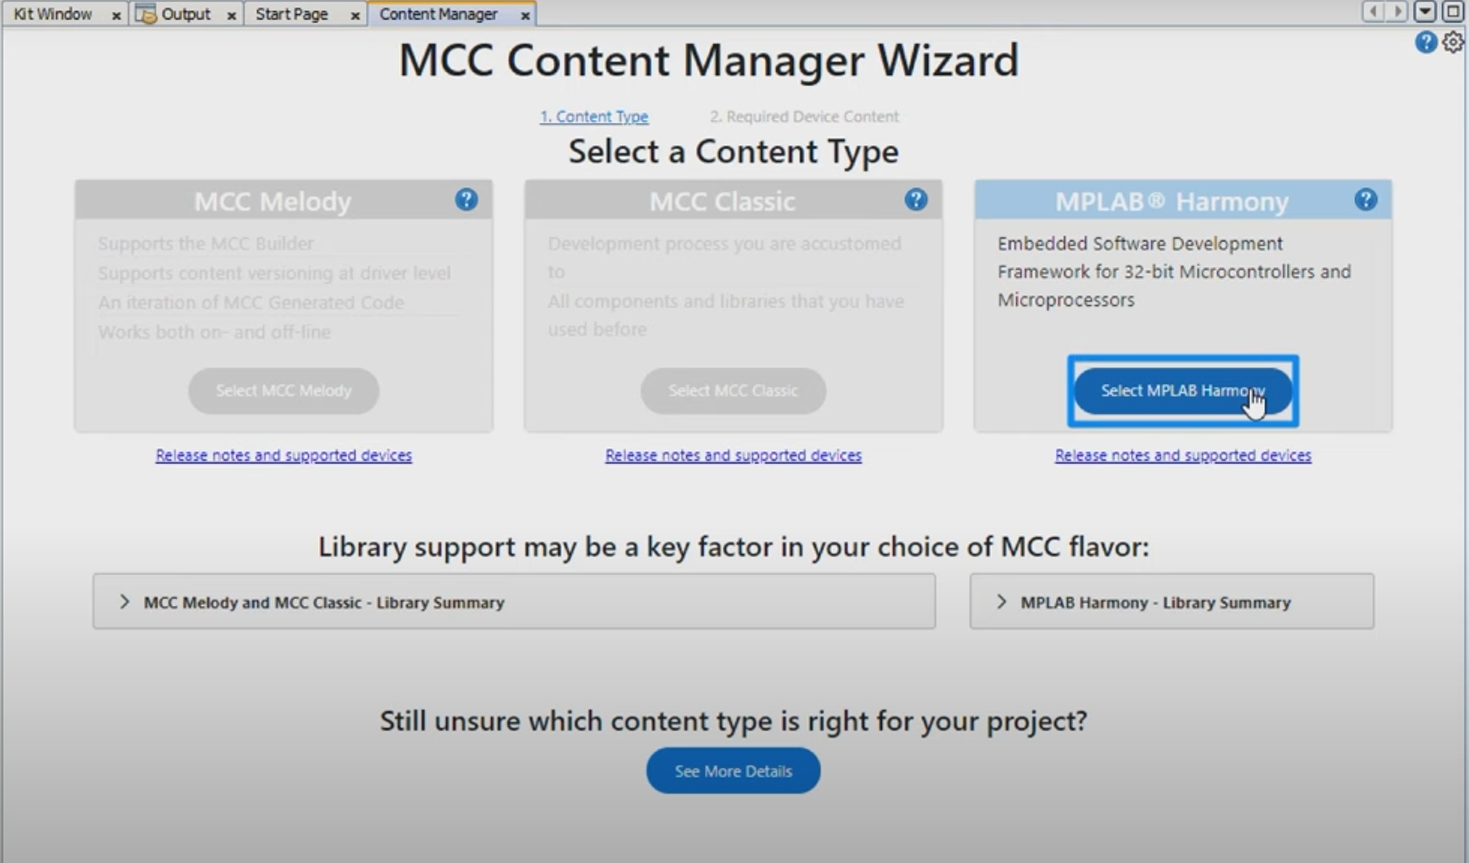 Kit Window
Output
Start Page
Content Manager
MCC Content Manager Wizard
1. Content Type
2. Required Device Content
Select a Content Type
MCC Melody
Supports the MCC Builder
Supports content versioning at driver level
An iteration of MCC Generated Code
Works both on- and off-line
Select MCC Melody
Release notes and supported devices
MCC Classic
Development process you are accustomed
to
All components and libraries that you have
used before
Select MCC Classic
Release notes and supported devices
MPLAB® Harmony
Embedded Software Development
Framework for 32-bit Microcontrollers and
Microprocessors
Select MPLAB Harmony
Release notes and supported devices
Library support may be a key factor in your choice of MCC flavor:
MCC Melody and MCC Classic - Library Summary
MPLAB Harmony - Library Summary
Still unsure which content type is right for your project?
See More Details